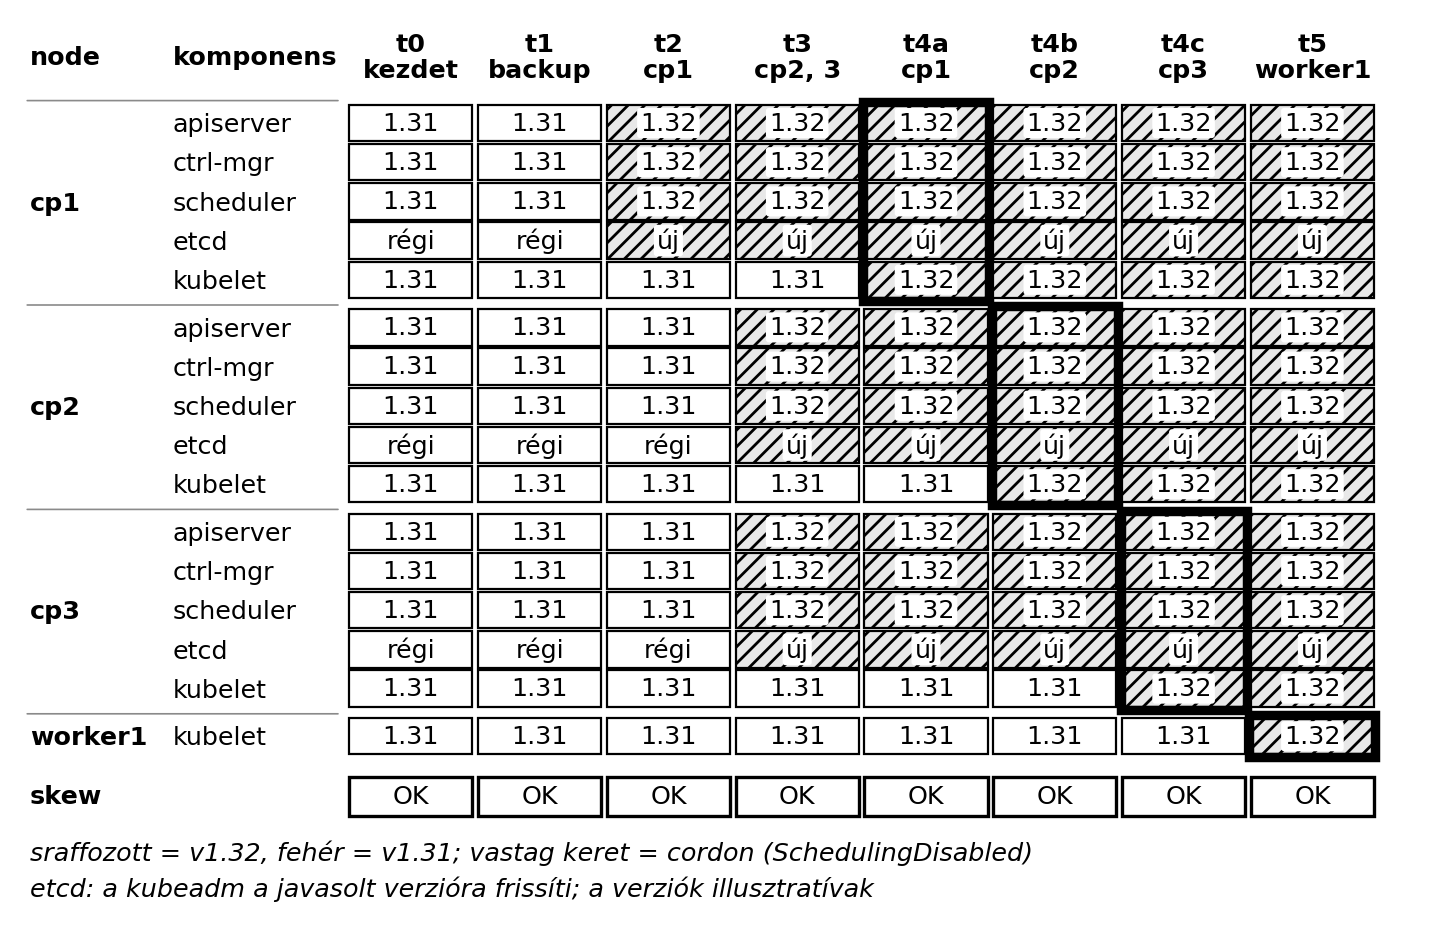 node komponens t0 kezdet t1 backup t2 cp1 t3 cp2, 3 t4a cp1 t4b cp2 t4c cp3 t5 worker1
apiserver 1.31 1.31 1.32 1.32 1.32 1.32 1.32 1.32
ctrl-mgr 1.31 1.31 1.32 1.32 1.32 1.32 1.32 1.32
cp1 scheduler 1.31 1.31 1.32 1.32 1.32 1.32 1.32 1.32
etcd régi régi új új új új új új
kubelet 1.31 1.31 1.31 1.31 1.32 1.32 1.32 1.32
apiserver 1.31 1.31 1.31 1.32 1.32 1.32 1.32 1.32
ctrl-mgr 1.31 1.31 1.31 1.32 1.32 1.32 1.32 1.32
cp2 scheduler 1.31 1.31 1.31 1.32 1.32 1.32 1.32 1.32
etcd régi régi régi új új új új új
kubelet 1.31 1.31 1.31 1.31 1.31 1.32 1.32 1.32
apiserver 1.31 1.31 1.31 1.32 1.32 1.32 1.32 1.32
ctrl-mgr 1.31 1.31 1.31 1.32 1.32 1.32 1.32 1.32
cp3 scheduler 1.31 1.31 1.31 1.32 1.32 1.32 1.32 1.32
etcd régi régi régi új új új új új
kubelet 1.31 1.31 1.31 1.31 1.31 1.31 1.32 1.32
worker1 kubelet 1.31 1.31 1.31 1.31 1.31 1.31 1.31 1.32
skew OK OK OK OK OK OK OK OK
sraffozott = v1.32, fehér = v1.31; vastag keret = cordon (SchedulingDisabled)
etcd: a kubeadm a javasolt verzióra frissíti; a verziók illusztratívak